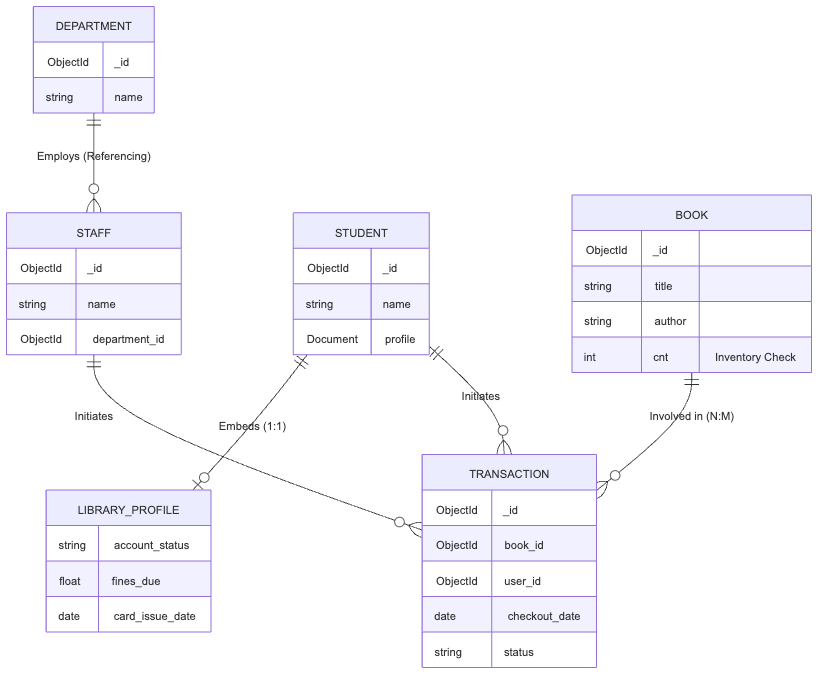 DEPARTMENT
ObjectId _id
string name
Employs (Referencing)
STAFF
ObjectId _id
string name
ObjectId department_id
STUDENT
ObjectId _id
string name
Document profile
BOOK
ObjectId _id
string title
string author
int cnt Inventory Check
Initiates
Embeds (1:1)
Initiates
Involved in (N:M)
LIBRARY_PROFILE
string account_status
float fines_due
date card_issue_date
TRANSACTION
ObjectId _id
ObjectId book_id
ObjectId user_id
date checkout_date
string status